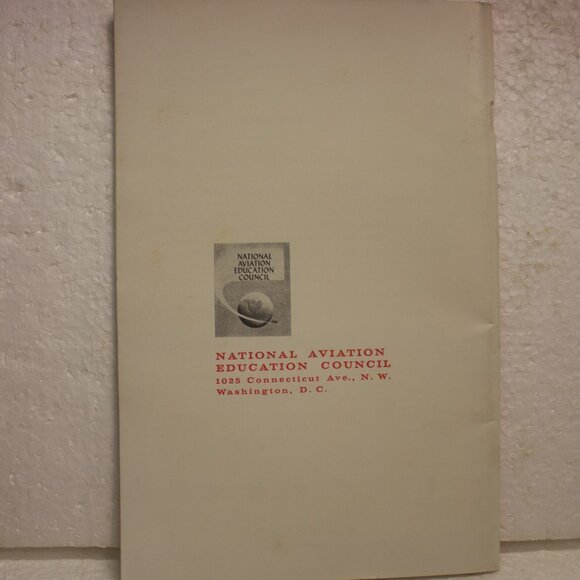 NATIONAL
AVIATION
EDUCATION
COUNCIL
NATIONAL AVIATION
EDUCATION COUNCIL
1025 Connecticut Ave., N. W.
Washington, D. C.